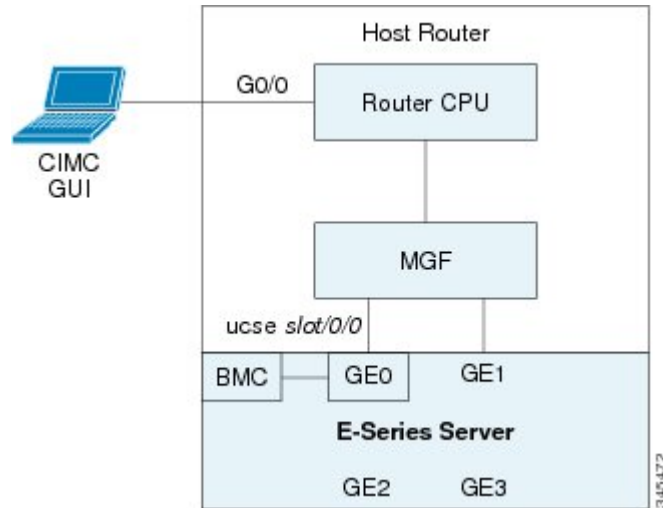 Host Router
G0/0
Router CPU
CIMC
GUI
MGF
ucse slot/0/0
BMC
GE0
GE1
E-Series Server
GE2
GE3
345472